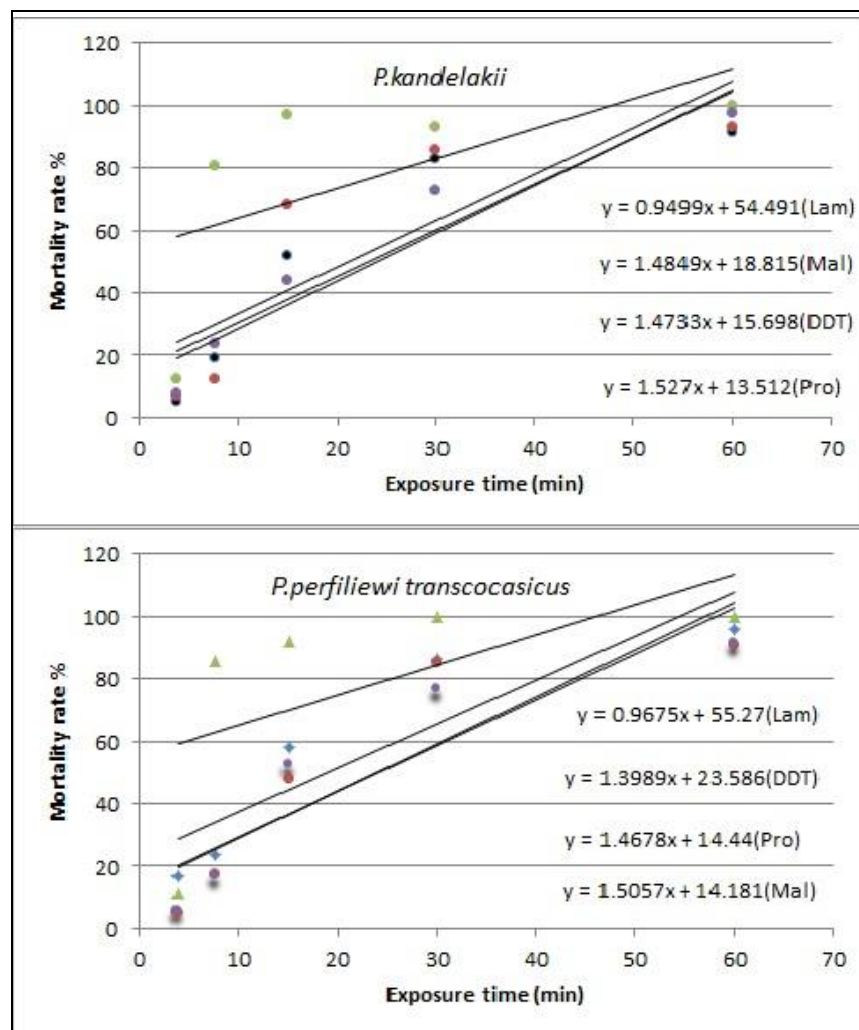 120
P.kandelakii
100
80
60
40
20
0
Mortality rate %
y = 0.9499x + 54.491(Lam)
y = 1.4849x + 18.815(Mal)
y = 1.4733x + 15.698(DDT)
y = 1.527x + 13.512(Pro)
0 10 20 30 40 50 60 70
Exposure time (min)
120
P.perfiliewi transcocasicus
100
80
60
40
20
0
Mortality rate %
y = 0.9675x + 55.27(Lam)
y = 1.3989x + 23.586(DDT)
y = 1.4678x + 14.44(Pro)
y = 1.5057x + 14.181(Mal)
0 10 20 30 40 50 60 70
Exposure time (min)